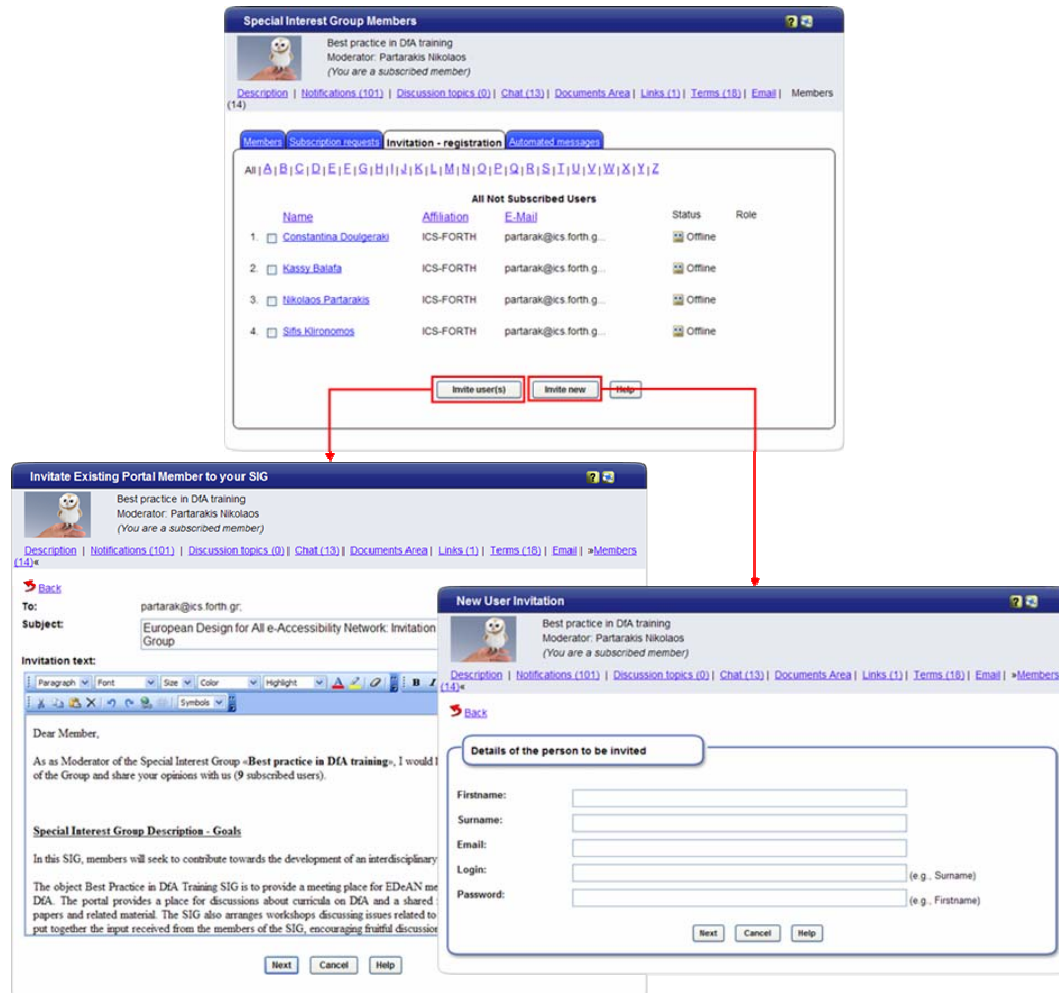 Special Interest Group Members
Best practice in DfA training
Moderator: Partarakis Nikolaos
(You are a subscribed member)
Description | Notifications (101) | Discussion topics (0) | Chat (13) | Documents Area | Links (1) | Terms (18) | Email | Members
(14)
Members Subscription requests Invitation - registration Automated messages
All | A | B | C | D | E | F | G | H | I | J | K | L | M | N | O | P | Q | R | S | T | U | V | W | X | Y | Z
All Not Subscribed Users
Name Affiliation E-Mail Status Role
1. Constantina Doulgeraki ICS-FORTH partarak@ics.forth.g... Offline
2. Kassy Balafa ICS-FORTH partarak@ics.forth.g... Offline
3. Nikolaos Partarakis ICS-FORTH partarak@ics.forth.g... Offline
4. Sifis Klironomos ICS-FORTH partarak@ics.forth.g... Offline
Invite user(s) Invite new Help
Invitate Existing Portal Member to your SIG
Best practice in DfA training
Moderator: Partarakis Nikolaos
(You are a subscribed member)
Description | Notifications (101) | Discussion topics (0) | Chat (13) | Documents Area | Links (1) | Terms (18) | Email | »Members
(14)«
Back
To: partarak@ics.forth.gr;
Subject: European Design for All e-Accessibility Network: Invitation
Group
Invitation text:
Paragraph Font Size Color Highlight A B I
Symbols
Dear Member,
As as Moderator of the Special Interest Group «Best practice in DfA training», I would
of the Group and share your opinions with us (9 subscribed users).
Special Interest Group Description - Goals
In this SIG, members will seek to contribute towards the development of an interdisciplinary
The object Best Practice in DfA Training SIG is to provide a meeting place for EDeAN me
DfA. The portal provides a place for discussions about curricula on DfA and a shared
papers and related material. The SIG also arranges workshops discussing issues related to
put together the input received from the members of the SIG, encouraging fruitful discussion
Next Cancel Help
New User Invitation
Best practice in DfA training
Moderator: Partarakis Nikolaos
(You are a subscribed member)
Description | Notifications (101) | Discussion topics (0) | Chat (13) | Documents Area | Links (1) | Terms (18) | Email | »Members
(14)«
Back
Details of the person to be invited
Firstname:
Surname:
Email:
Login: (e.g., Surname)
Password: (e.g., Firstname)
Next Cancel Help